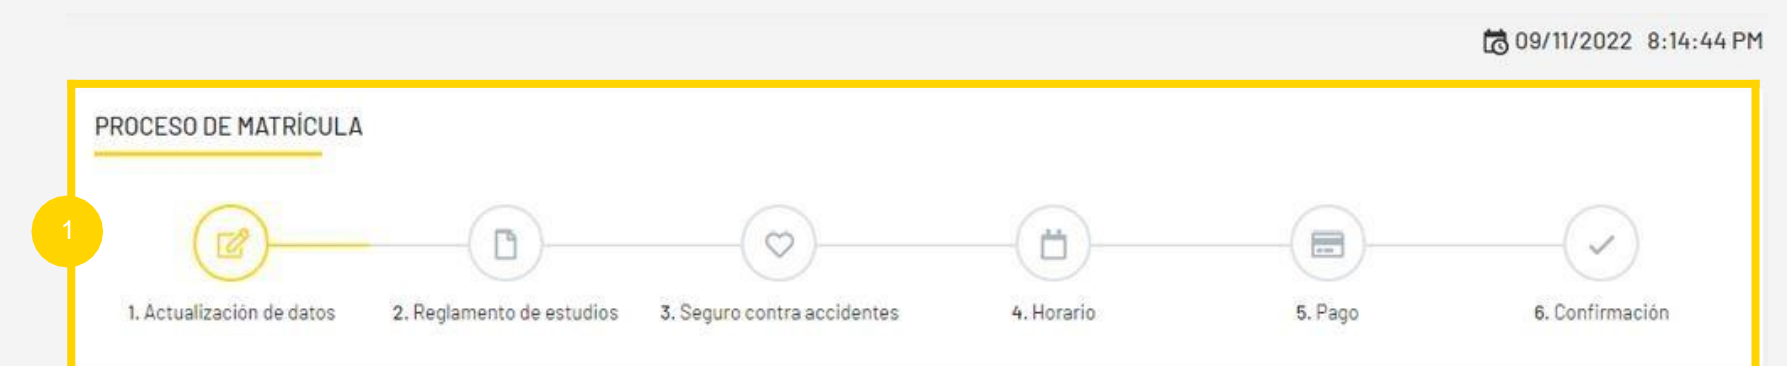 09/11/2022 8:14:44 PM
PROCESO DE MATRÍCULA
1
1. Actualización de datos 2. Reglamento de estudios 3. Seguro contra accidentes 4. Horario 5. Pago 6. Confirmación